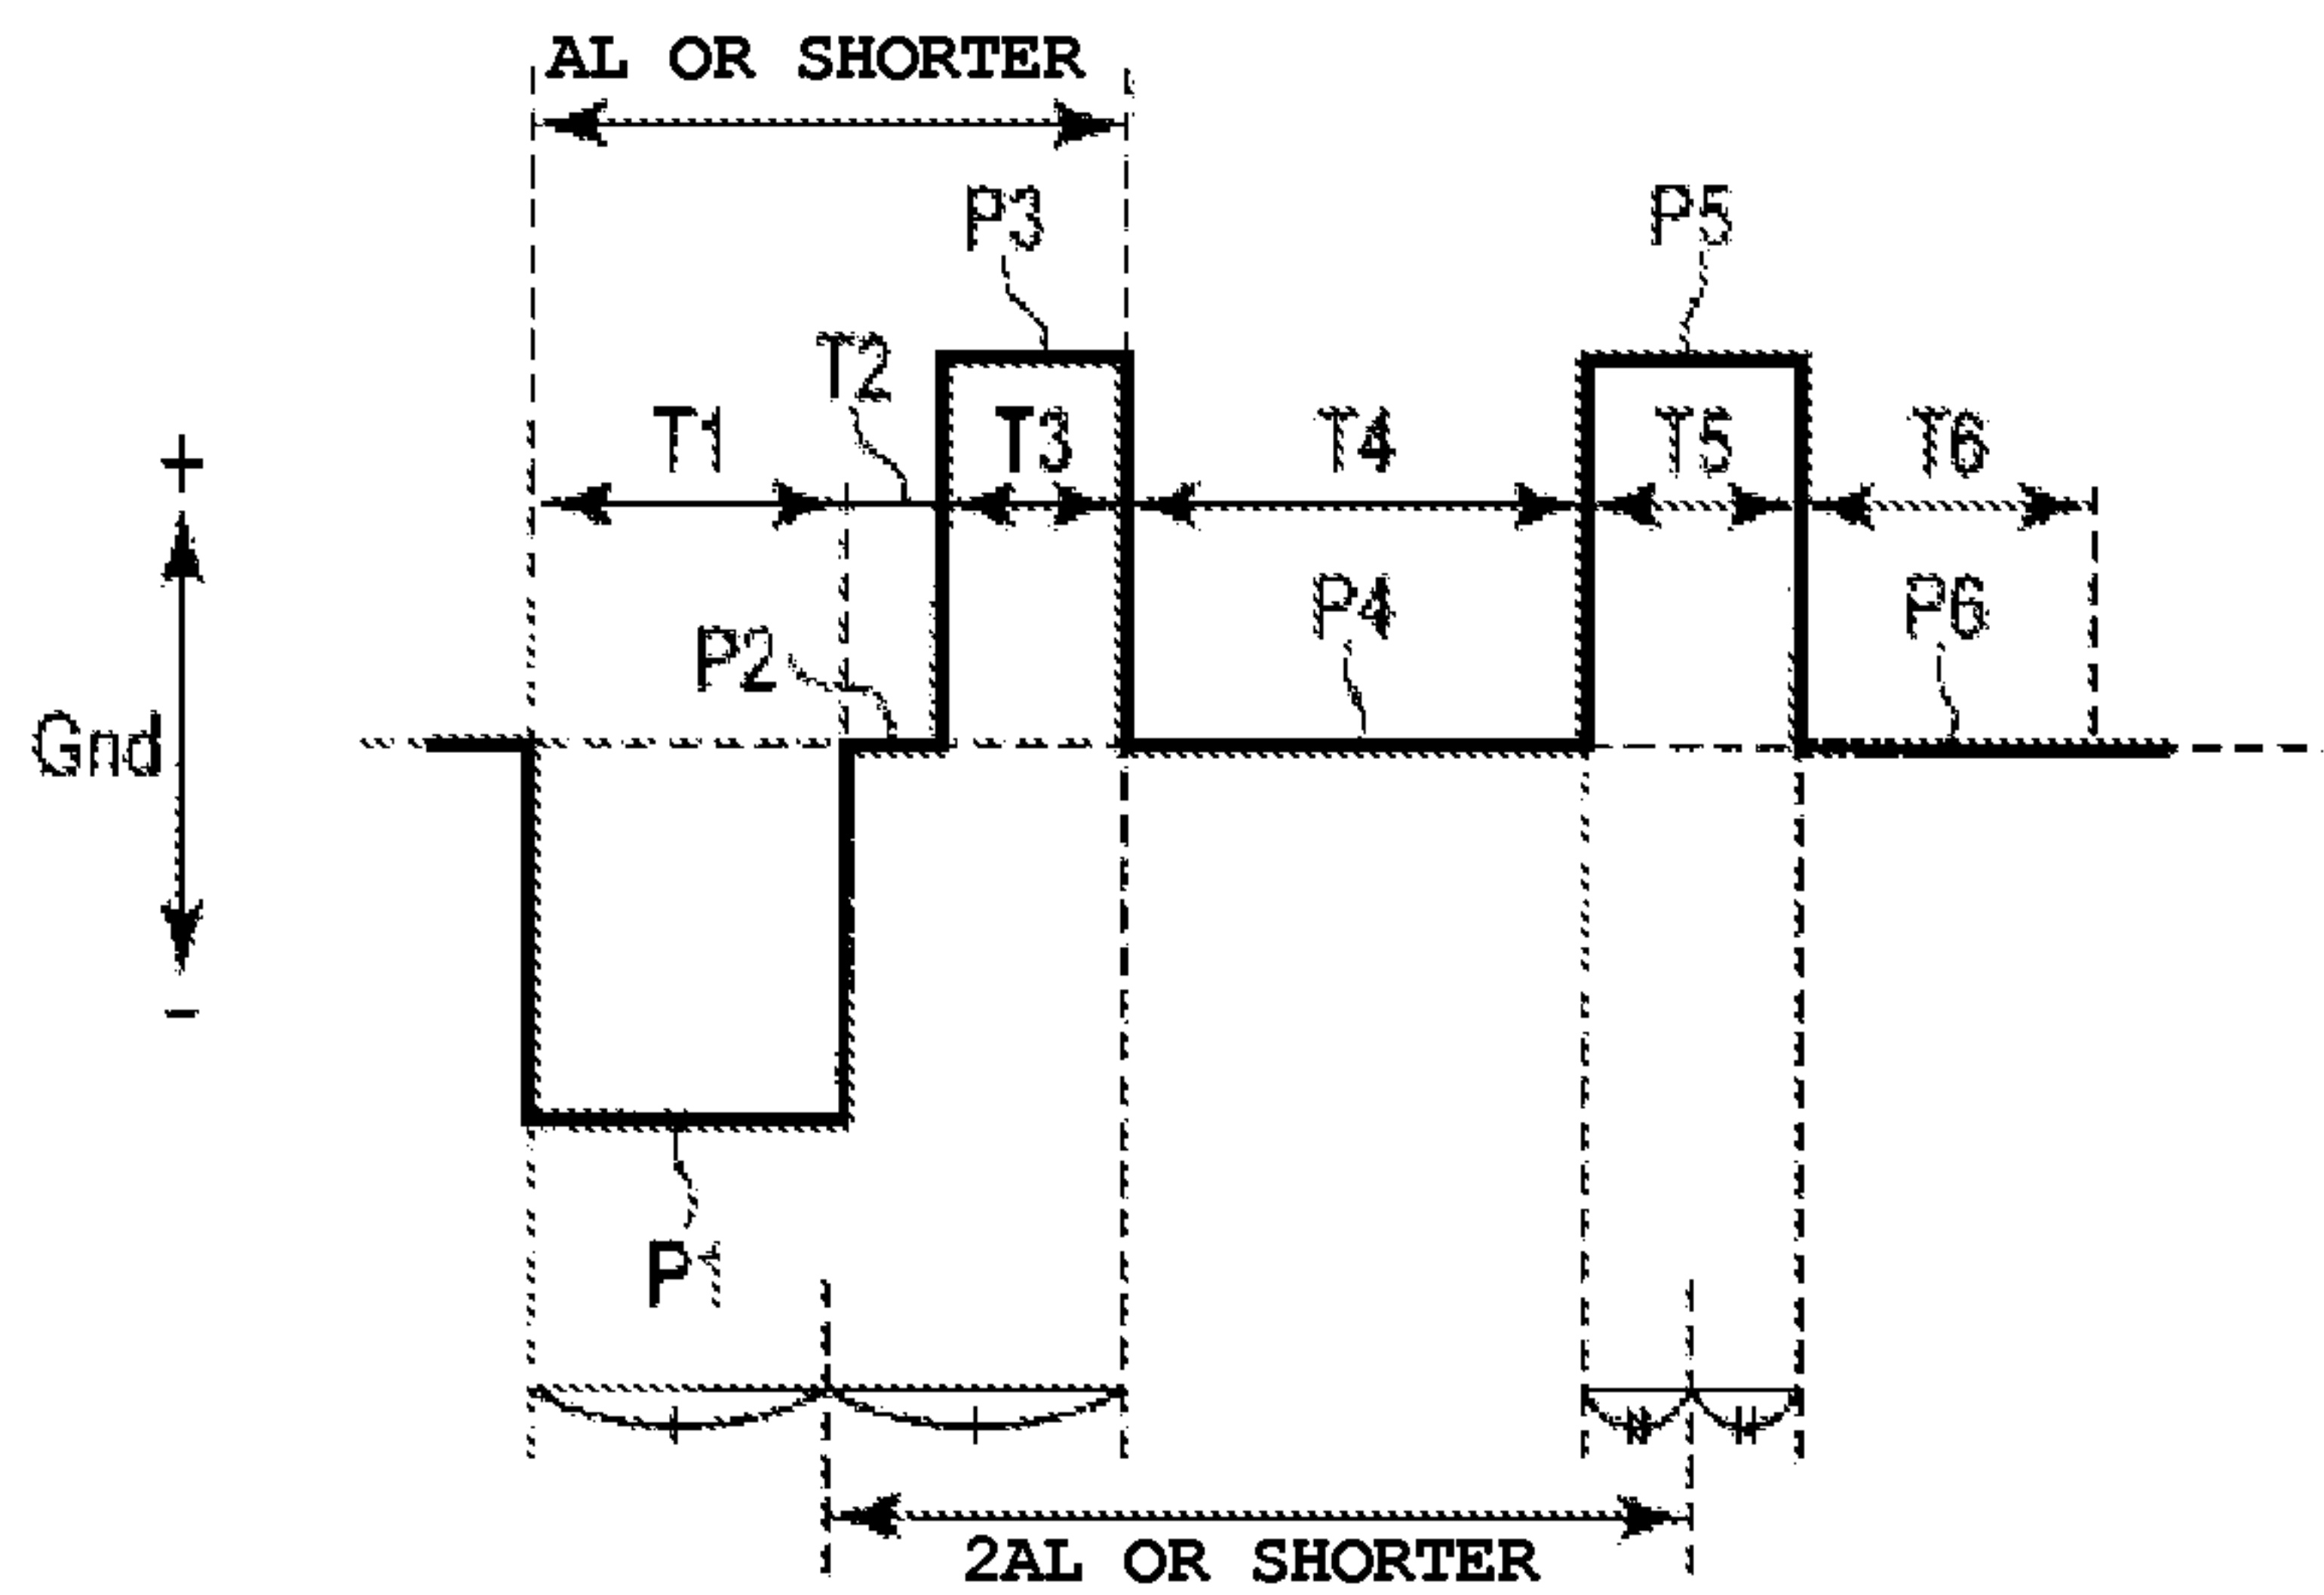 AL OR SHORTER
P3
P5
T2
T1
T3
T4
T5
T6
+
P2
P4
P6
Gnd
-
P1
2AL OR SHORTER